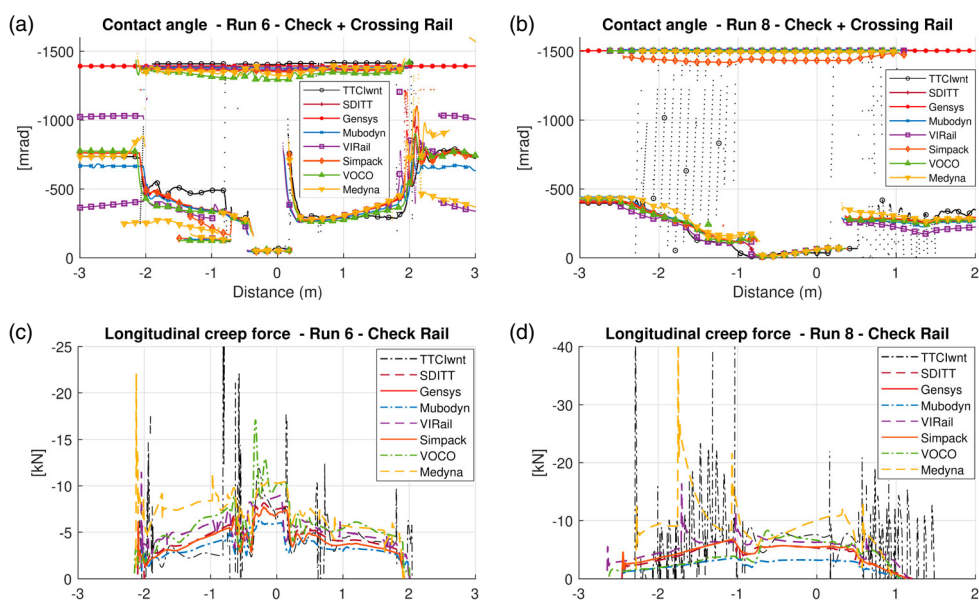 (a) Contact angle - Run 6 - Check + Crossing Rail
-1500
-1000
-500
0
[mrad]
TTCIwnt
SDITT
Gensys
Mubodyn
VIRail
Simpack
VOCO
Medyna
-3 -2 -1 0 1 2 3
Distance (m)
(b) Contact angle - Run 8 - Check + Crossing Rail
-1500
-1000
-500
0
[mrad]
TTCIwnt
SDITT
Gensys
Mubodyn
VIRail
Simpack
VOCO
Medyna
-3 -2 -1 0 1 2
Distance (m)
(c) Longitudinal creep force - Run 6 - Check Rail
-25
-20
-15
-10
-5
0
[kN]
TTCIwnt
SDITT
Gensys
Mubodyn
VIRail
Simpack
VOCO
Medyna
-3 -2 -1 0 1 2 3
(d) Longitudinal creep force - Run 8 - Check Rail
-40
-30
-20
-10
0
[kN]
TTCIwnt
SDITT
Gensys
Mubodyn
VIRail
Simpack
VOCO
Medyna
-3 -2 -1 0 1 2